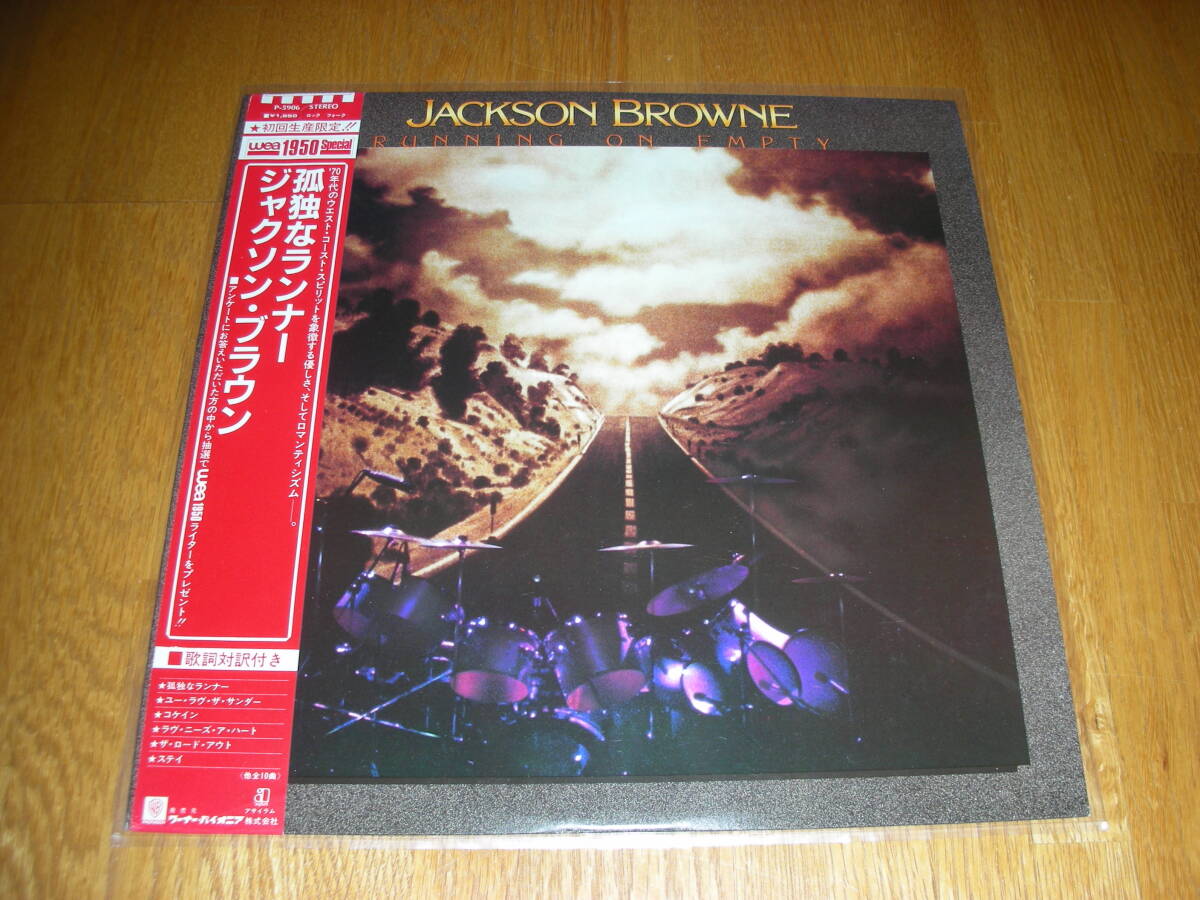 P-5906/STEREO
¥1,950 ロック フォーク
★初回生産限定!!
wea 1950 Special
'70年代のウエスト・コースト・スピリットを象徴する優しさ、そしてロマンティシズム——。
孤独なランナー
ジャクソン・ブラウン
■アンケートにお答えいただいた方の中から抽選でwea1950ライターをプレゼント!!
■歌詞対訳付き
★孤独なランナー
★ユー・ラヴ・ザ・サンダー
★コケイン
★ラヴ・ニーズ・ア・ハート
★ザ・ロード・アウト
★ステイ
(他全10曲)
アサイラム
発売元
ワーナー・パイオニア株式会社
JACKSON BROWNE
RUNNING ON EMPTY